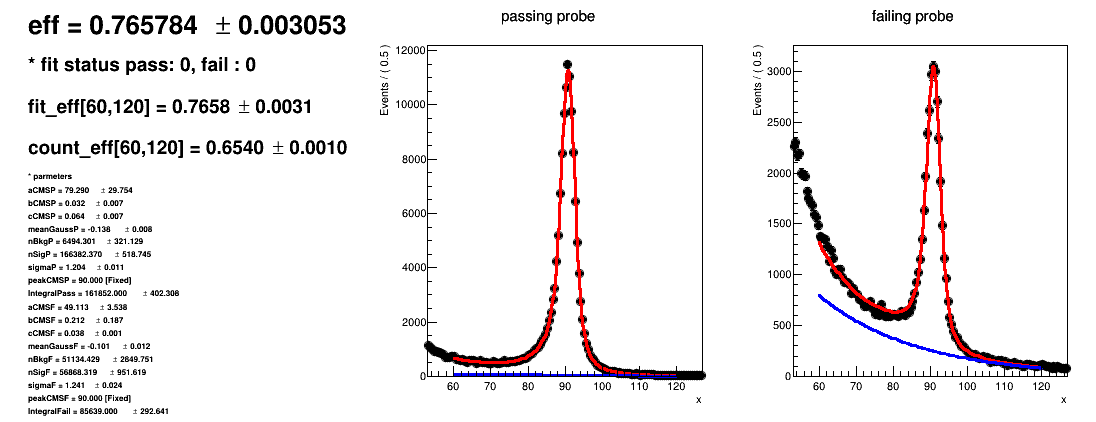 eff = 0.765784 ± 0.003053
* fit status pass: 0, fail : 0
fit_eff[60,120] = 0.7658 ± 0.0031
count_eff[60,120] = 0.6540 ± 0.0010
* parmeters
aCMSP = 79.290 ± 29.754
bCMSP = 0.032 ± 0.007
cCMSP = 0.064 ± 0.007
meanGaussP = -0.138 ± 0.008
nBkgP = 6494.301 ± 321.129
nSigP = 166382.370 ± 518.745
sigmaP = 1.204 ± 0.011
peakCMSP = 90.000 [Fixed]
IntegralPass = 161852.000 ± 402.308
aCMSF = 49.113 ± 3.538
bCMSF = 0.212 ± 0.187
cCMSF = 0.038 ± 0.001
meanGaussF = -0.101 ± 0.012
nBkgF = 51134.429 ± 2849.751
nSigF = 56868.319 ± 951.619
sigmaF = 1.241 ± 0.024
peakCMSF = 90.000 [Fixed]
IntegralFail = 85639.000 ± 292.641
passing probe
Events / ( 0.5 )
12000
10000
8000
6000
4000
2000
0
60 70 80 90 100 110 120
x
failing probe
Events / ( 0.5 )
3000
2500
2000
1500
1000
500
0
60 70 80 90 100 110 120
x